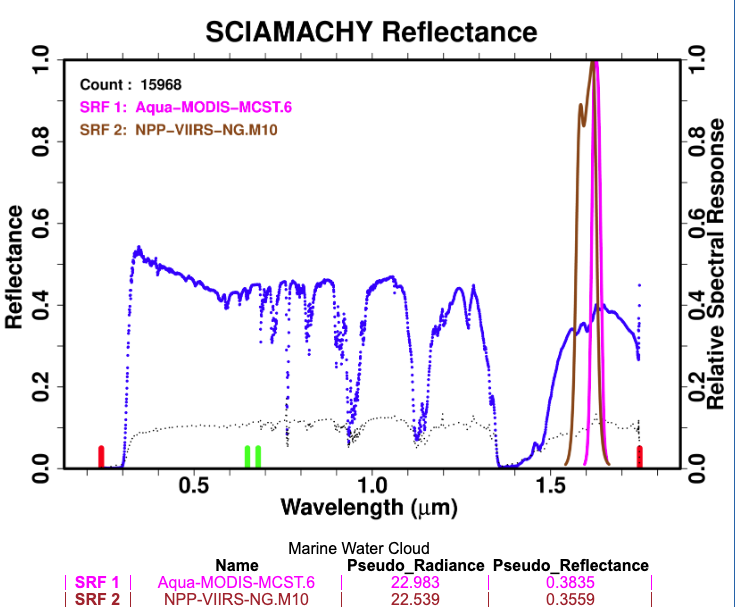 SCIAMACHY Reflectance
Count : 15968
SRF 1: Aqua−MODIS−MCST.6
SRF 2: NPP−VIIRS−NG.M10
Reflectance
Relative Spectral Response
1.0
0.8
0.6
0.4
0.2
0.0
1.0
0.8
0.6
0.4
0.2
0.0
0.5 1.0 1.5
Wavelength (μm)
Marine Water Cloud
Name Pseudo_Radiance Pseudo_Reflectance
| SRF 1 | Aqua-MODIS-MCST.6 | 22.983 | 0.3835 |
| SRF 2 | NPP-VIIRS-NG.M10 | 22.539 | 0.3559 |